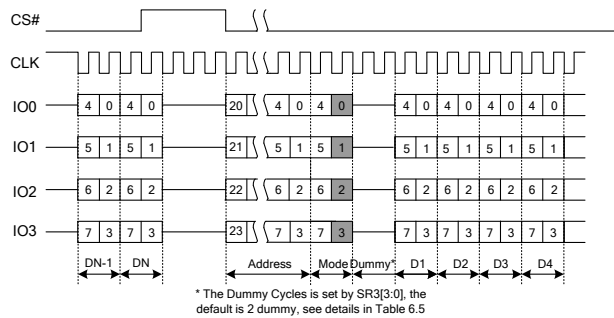 CS#
CLK
IO0 4 0 4 0 20 4 0 4 0 4 0 4 0 4 0 4 0
IO1 5 1 5 1 21 5 1 5 1 5 1 5 1 5 1 5 1
IO2 6 2 6 2 22 6 2 6 2 6 2 6 2 6 2 6 2
IO3 7 3 7 3 23 7 3 7 3 7 3 7 3 7 3 7 3
DN-1 DN Address Mode Dummy* D1 D2 D3 D4
* The Dummy Cycles is set by SR3[3:0], the
default is 2 dummy, see details in Table 6.5